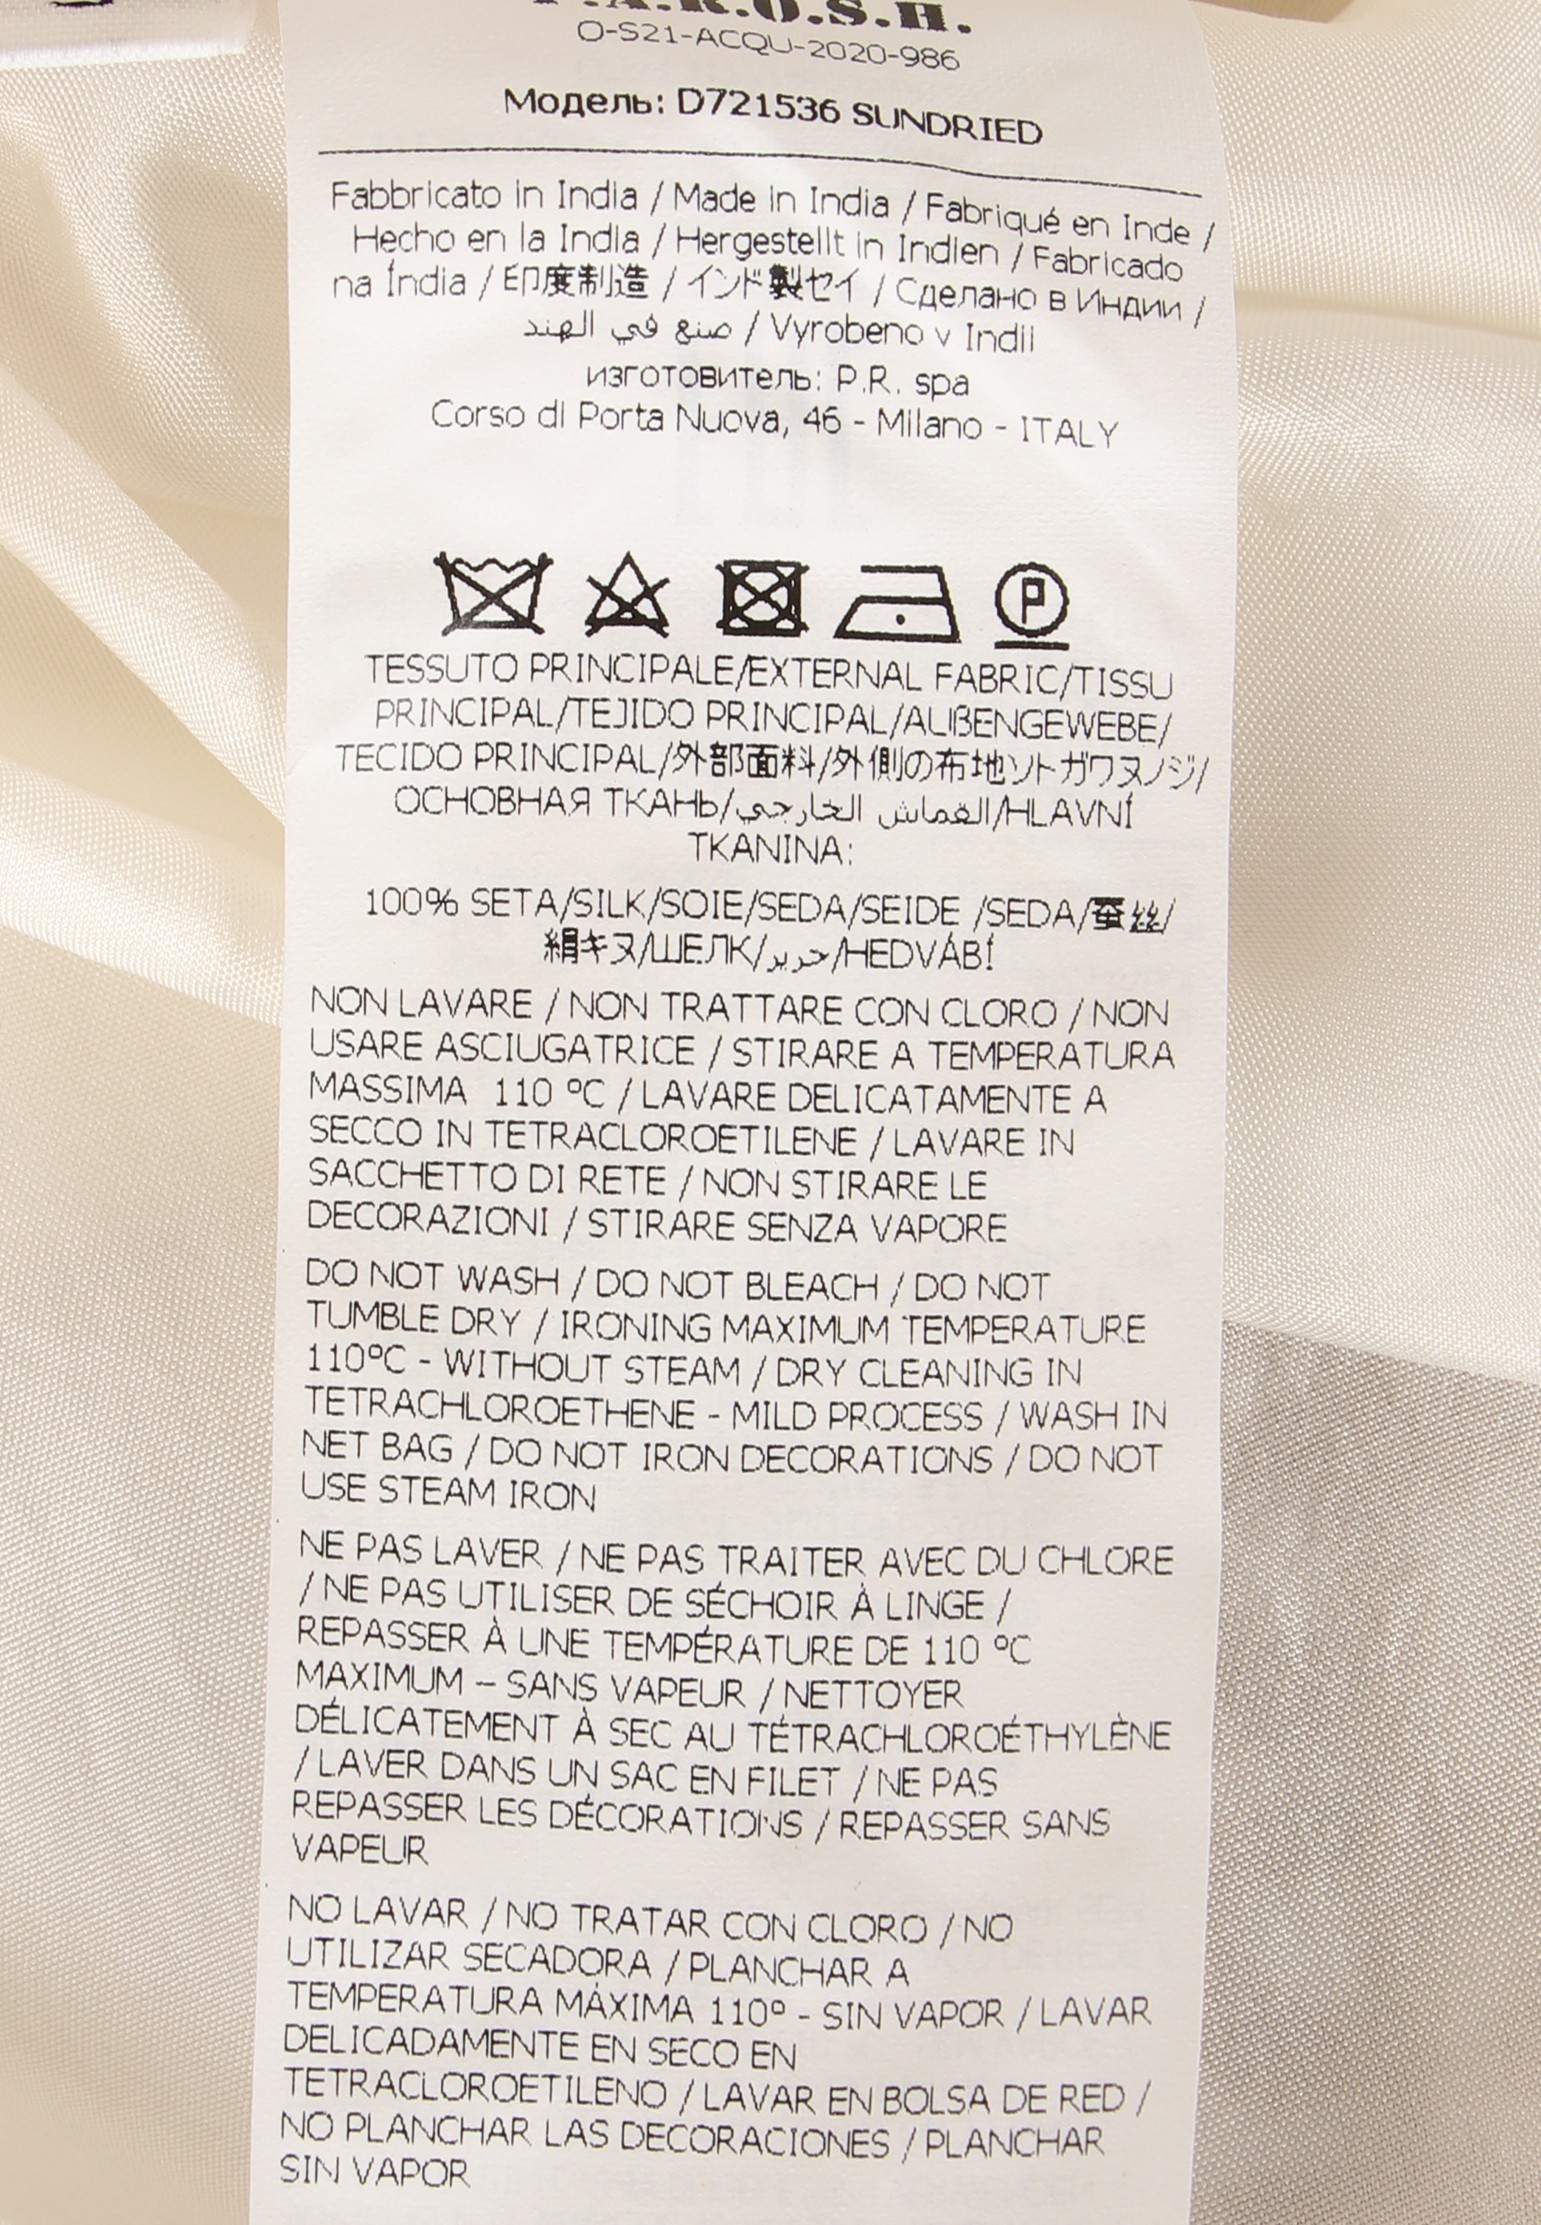 P.A.R.O.S.H.
O-S21-ACQU-2020-986
Модель: D721536 SUNDRIED
Fabbricato in India / Made in India / Fabriqué en Inde /
Hecho en la India / Hergestellt in Indien / Fabricado
na Índia / 印度制造 / インド製セイ / Сделано в Индии /
صنع في الهند / Vyrobeno v Indii
изготовитель: P.R. spa
Corso di Porta Nuova, 46 - Milano - ITALY
P
TESSUTO PRINCIPALE/EXTERNAL FABRIC/TISSU
PRINCIPAL/TEJIDO PRINCIPAL/AUßENGEWEBE/
TECIDO PRINCIPAL/外部面料/外側の布地ソトガワヌノジ/
ОСНОВНАЯ ТКАНЬ/القماش الخارجي/HLAVNÍ
TKANINA:
100% SETA/SILK/SOIE/SEDA/SEIDE /SEDA/蚕丝/
絹キヌ/ШЕЛК/حرير/HEDVÁBÍ
NON LAVARE / NON TRATTARE CON CLORO / NON
USARE ASCIUGATRICE / STIRARE A TEMPERATURA
MASSIMA 110 ºC / LAVARE DELICATAMENTE A
SECCO IN TETRACLOROETILENE / LAVARE IN
SACCHETTO DI RETE / NON STIRARE LE
DECORAZIONI / STIRARE SENZA VAPORE
DO NOT WASH / DO NOT BLEACH / DO NOT
TUMBLE DRY / IRONING MAXIMUM TEMPERATURE
110ºC - WITHOUT STEAM / DRY CLEANING IN
TETRACHLOROETHENE - MILD PROCESS / WASH IN
NET BAG / DO NOT IRON DECORATIONS / DO NOT
USE STEAM IRON
NE PAS LAVER / NE PAS TRAITER AVEC DU CHLORE
/ NE PAS UTILISER DE SÉCHOIR À LINGE /
REPASSER À UNE TEMPÉRATURE DE 110 ºC
MAXIMUM – SANS VAPEUR / NETTOYER
DÉLICATEMENT À SEC AU TÉTRACHLOROÉTHYLÈNE
/ LAVER DANS UN SAC EN FILET / NE PAS
REPASSER LES DÉCORATIONS / REPASSER SANS
VAPEUR
NO LAVAR / NO TRATAR CON CLORO / NO
UTILIZAR SECADORA / PLANCHAR A
TEMPERATURA MÁXIMA 110º - SIN VAPOR / LAVAR
DELICADAMENTE EN SECO EN
TETRACLOROETILENO / LAVAR EN BOLSA DE RED /
NO PLANCHAR LAS DECORACIONES / PLANCHAR
SIN VAPOR